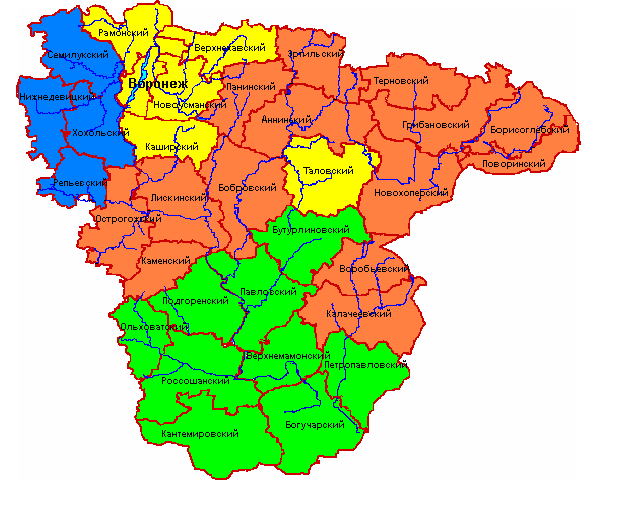 Рамонский
Верхнехавский
Семилукский
Эртильский
Воронеж
Терновский
Панинский
Нижнедевицкий
Новоусманский
Хохольский
Аннинский
Грибановский
Борисоглебский
Каширский
Поворинский
Таловский
Репьевский
Бобровский
Новохоперский
Лискинский
Острогожский
Бутурлиновский
Каменский
Воробьевский
Павловский
Подгоренский
Калачеевский
Ольховатский
Верхнемамонский
Петропавловский
Россошанский
Богучарский
Кантемировский